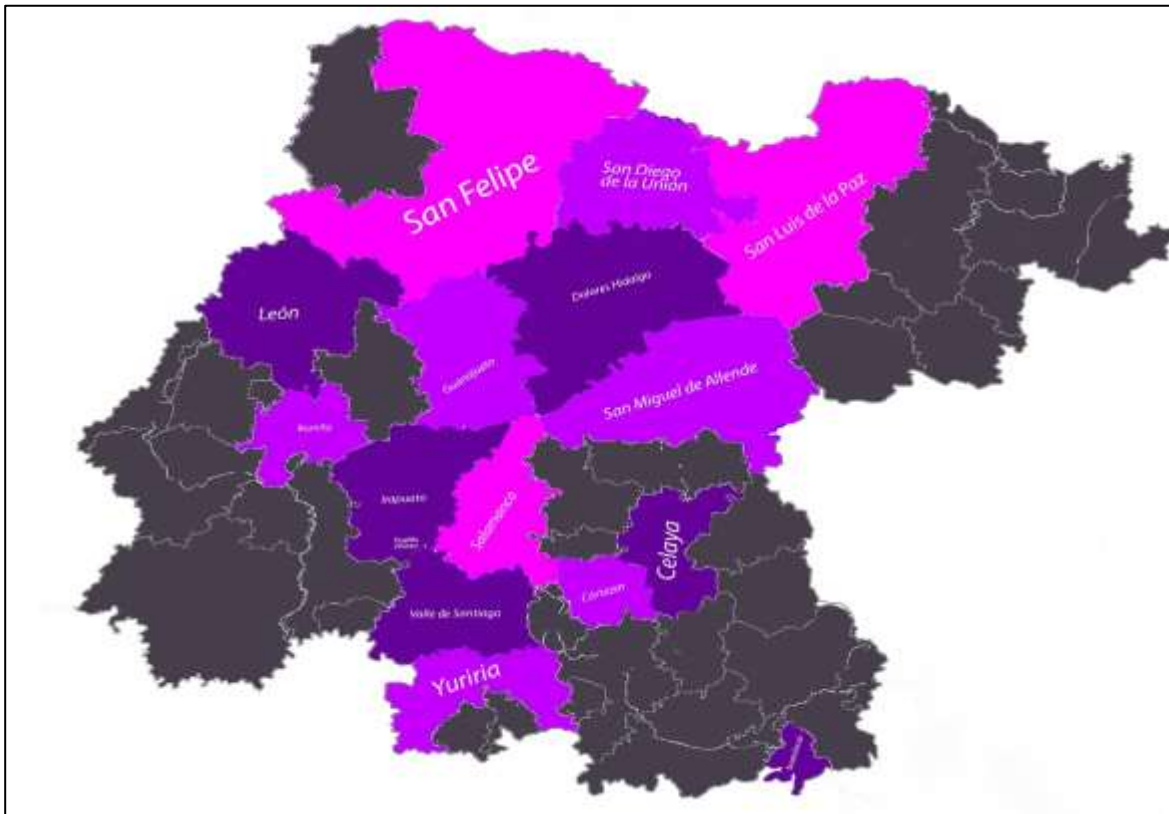 San Felipe
San Diego
de la Unión
San Luis de la Paz
Dolores Hidalgo
León
Guanajuato
San Miguel de Allende
Irapuato
Salamanca
Celaya
Cortazar
Valle de Santiago
Yuriria